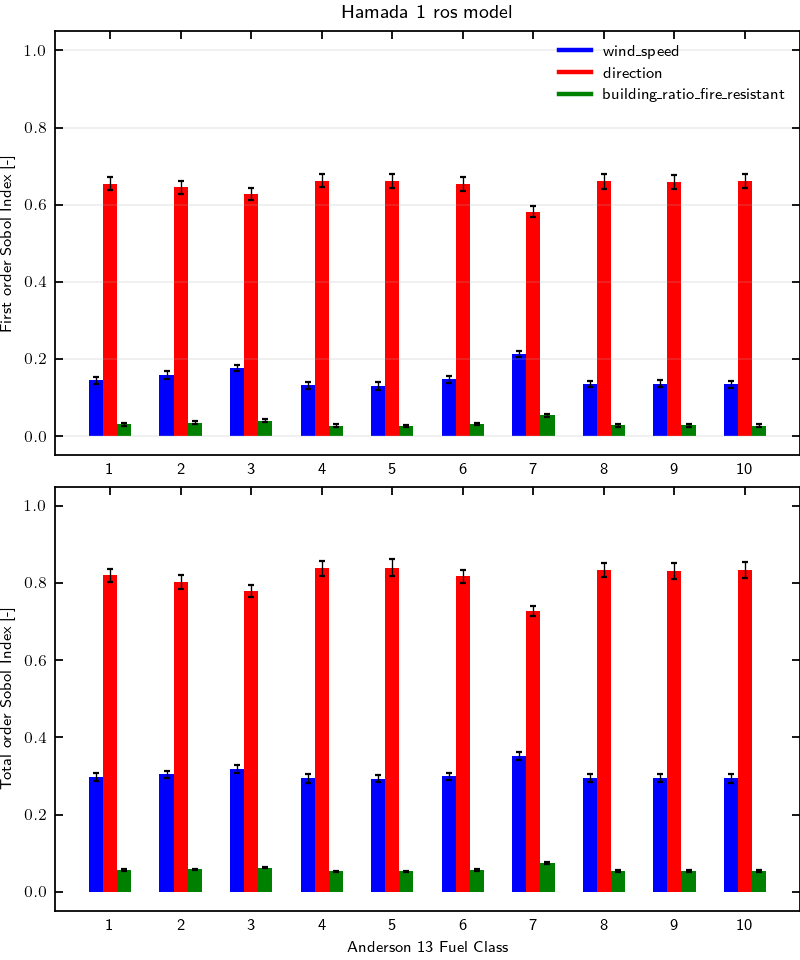 Hamada 1 ros model
First order Sobol Index [-]
1.0
0.8
0.6
0.4
0.2
0.0
wind_speed
direction
building_ratio_fire_resistant
1 2 3 4 5 6 7 8 9 10
Total order Sobol Index [-]
1.0
0.8
0.6
0.4
0.2
0.0
1 2 3 4 5 6 7 8 9 10
Anderson 13 Fuel Class